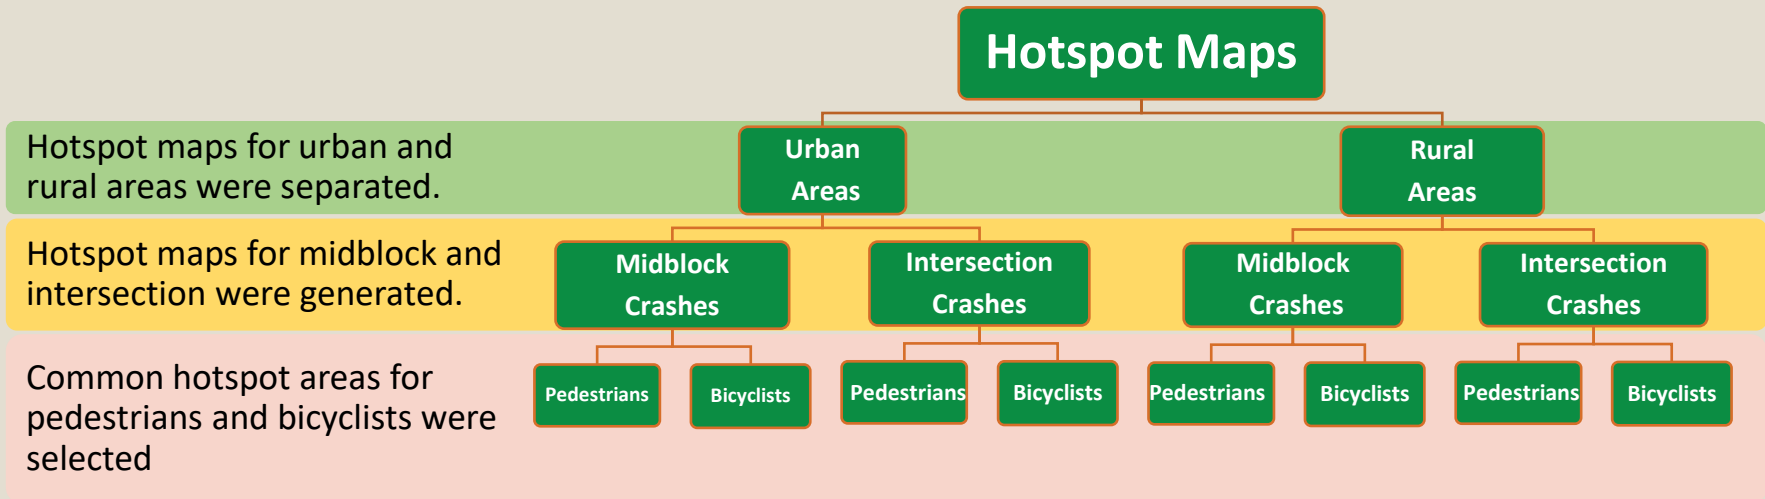 Hotspot Maps
Hotspot maps for urban and
rural areas were separated.
Urban
Areas
Rural
Areas
Hotspot maps for midblock and
intersection were generated.
Midblock
Crashes
Intersection
Crashes
Midblock
Crashes
Intersection
Crashes
Common hotspot areas for
pedestrians and bicyclists were
selected
Pedestrians
Bicyclists
Pedestrians
Bicyclists
Pedestrians
Bicyclists
Pedestrians
Bicyclists